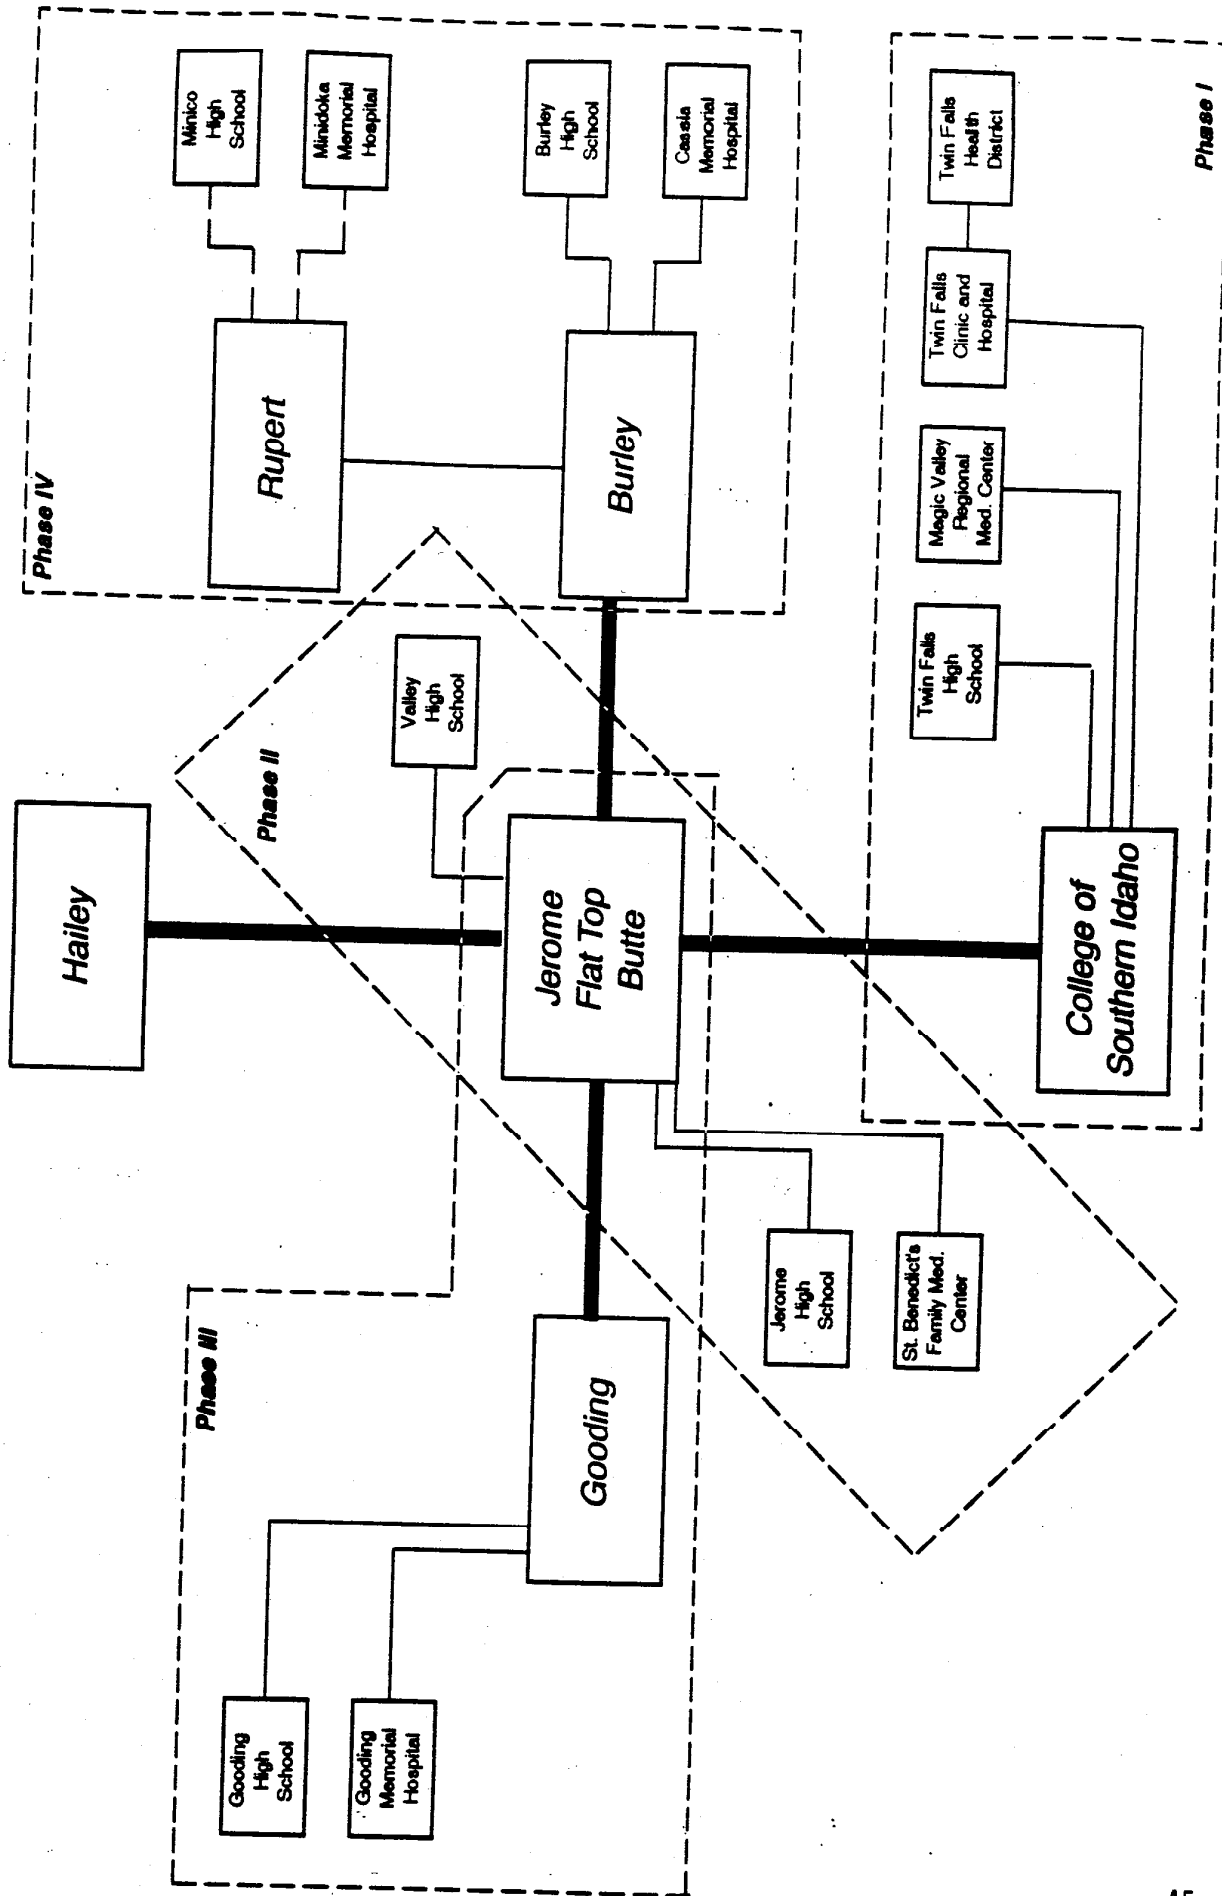 Hailey
Phase IV
Minico
High
School
Minidoka
Memorial
Hospital
Rupert
Burley
High
School
Cassia
Memorial
Hospital
Burley
Phase III
Gooding
High
School
Gooding
Memorial
Hospital
Gooding
Phase II
Valley
High
School
Jerome
Flat Top
Butte
Jerome
High
School
St. Benedict's
Family Med.
Center
College of
Southern Idaho
Twin Falls
High
School
Magic Valley
Regional
Med. Center
Twin Falls
Clinic and
Hospital
Twin Falls
Health
District
Phase I